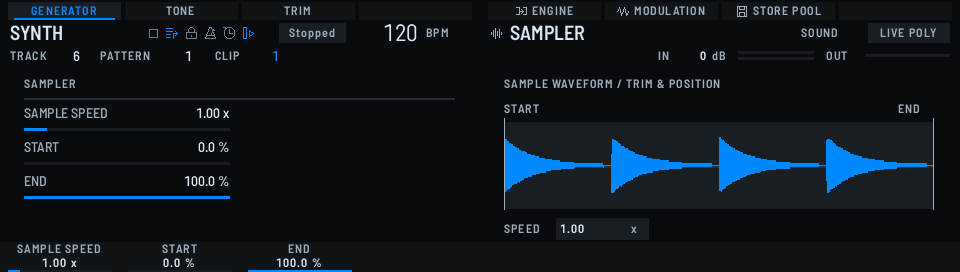 GENERATOR TONE TRIM ENGINE MODULATION STORE POOL
SYNTH Stopped 120 BPM SAMPLER SOUND LIVE POLY
TRACK 6 PATTERN 1 CLIP 1 IN 0 dB OUT
SAMPLER
SAMPLE WAVEFORM / TRIM & POSITION
START END
SAMPLE SPEED 1.00 x
START 0.0 %
END 100.0 %
SPEED 1.00 x
SAMPLE SPEED START END
1.00 x 0.0 % 100.0 %